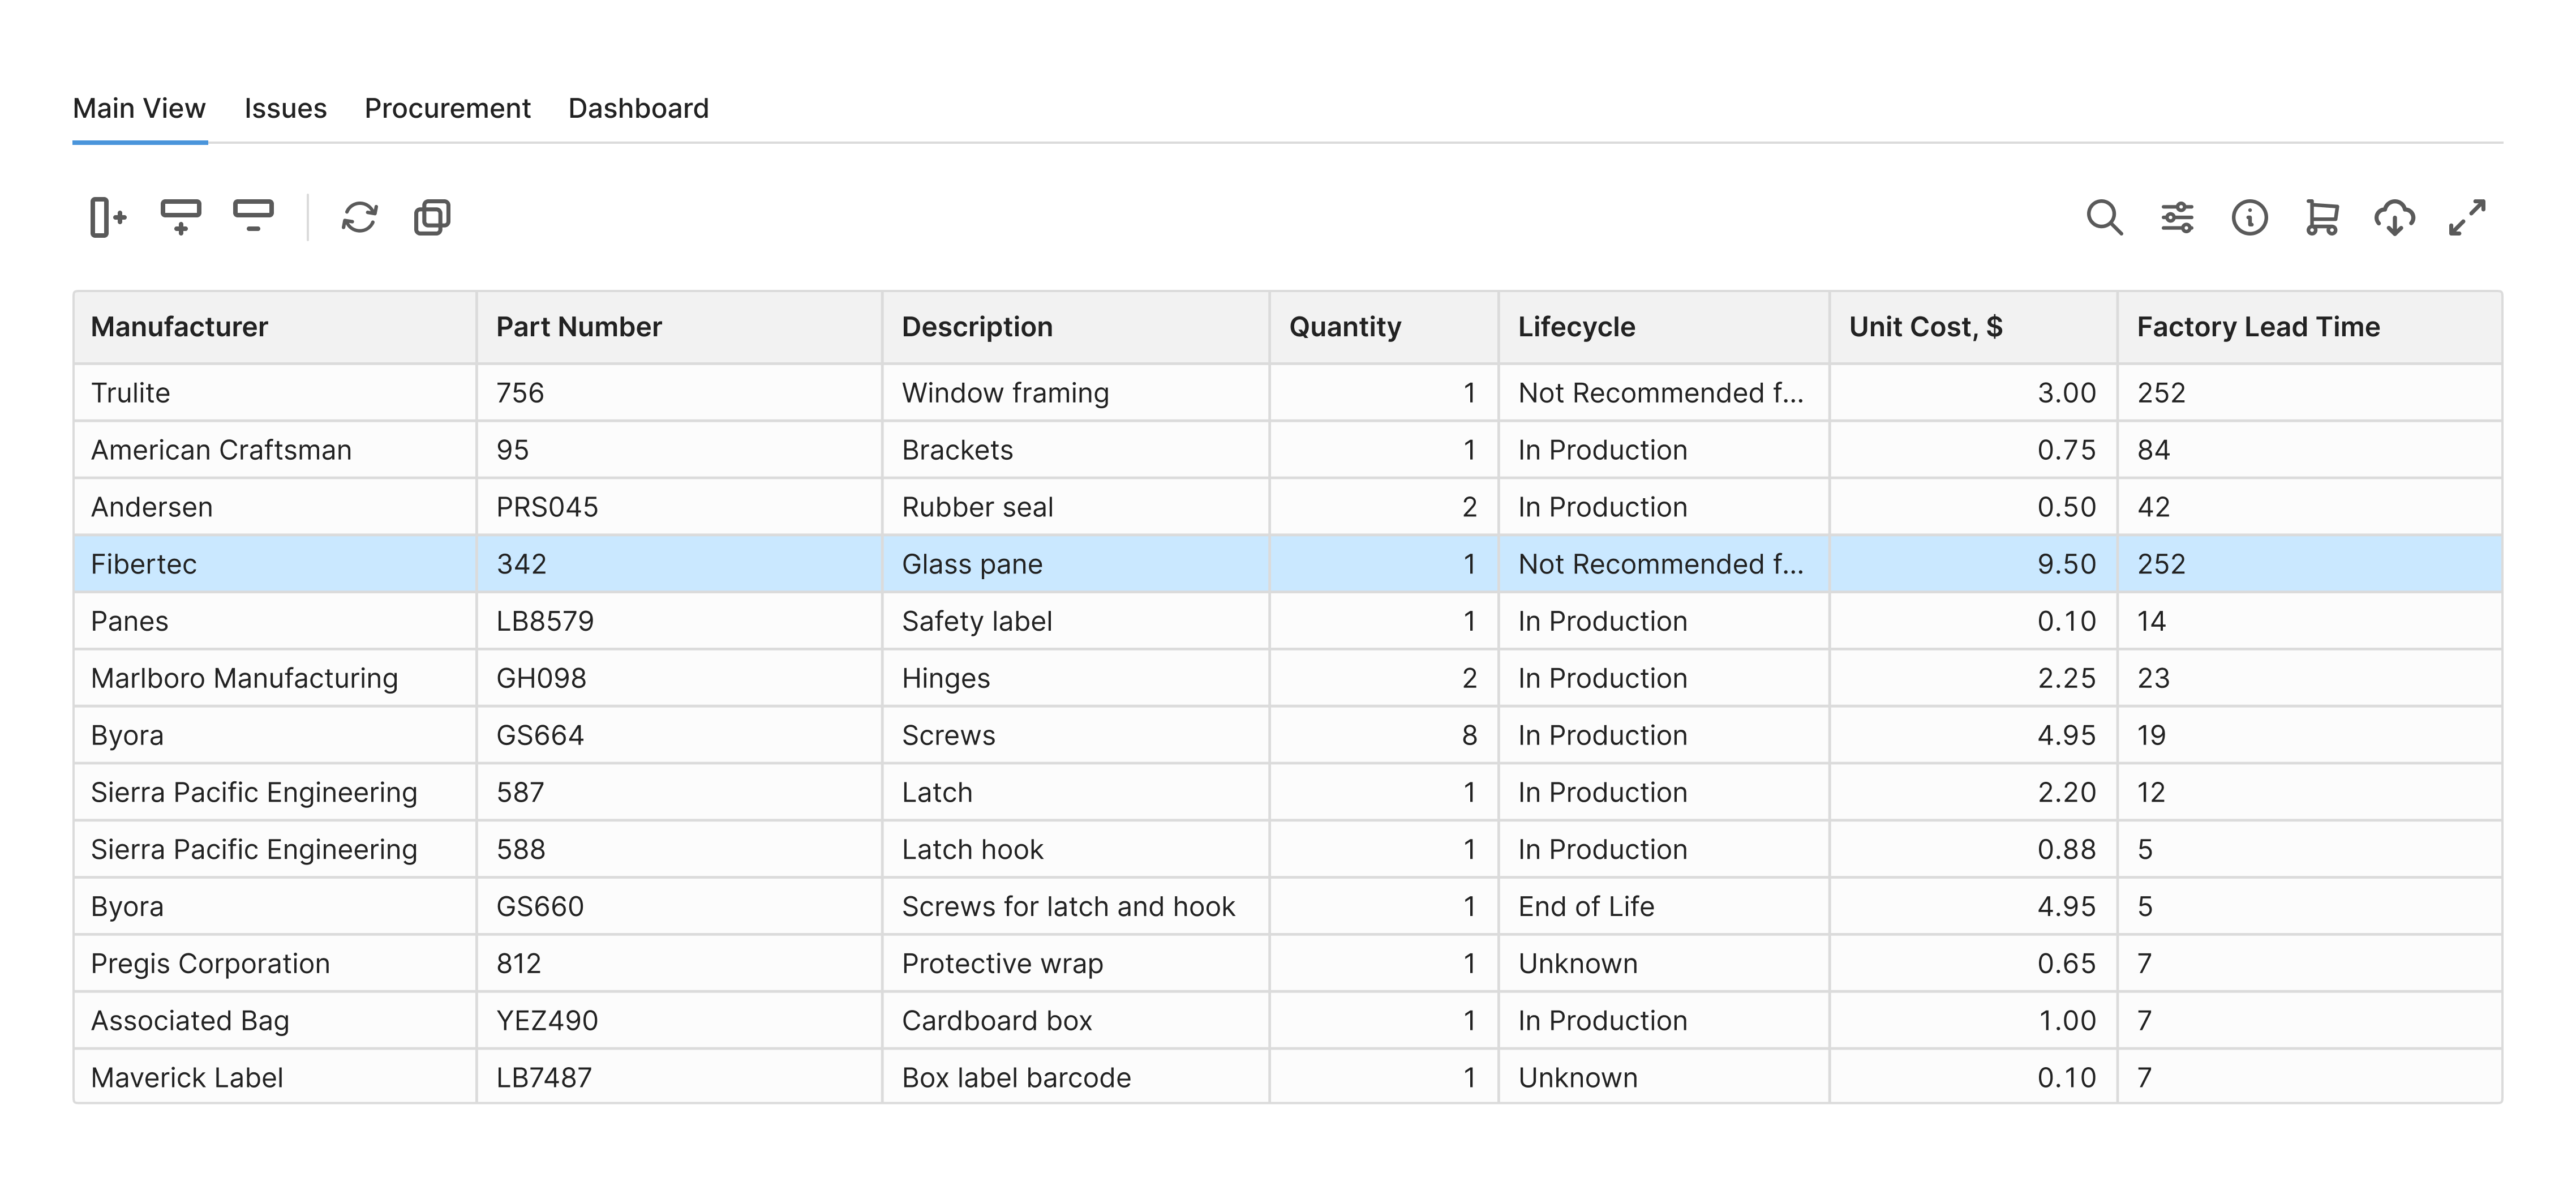 Main View Issues Procurement Dashboard
Manufacturer Part Number Description Quantity Lifecycle Unit Cost, $ Factory Lead Time
Trulite 756 Window framing 1 Not Recommended f... 3.00 252
American Craftsman 95 Brackets 1 In Production 0.75 84
Andersen PRS045 Rubber seal 2 In Production 0.50 42
Fibertec 342 Glass pane 1 Not Recommended f... 9.50 252
Panes LB8579 Safety label 1 In Production 0.10 14
Marlboro Manufacturing GH098 Hinges 2 In Production 2.25 23
Byora GS664 Screws 8 In Production 4.95 19
Sierra Pacific Engineering 587 Latch 1 In Production 2.20 12
Sierra Pacific Engineering 588 Latch hook 1 In Production 0.88 5
Byora GS660 Screws for latch and hook 1 End of Life 4.95 5
Pregis Corporation 812 Protective wrap 1 Unknown 0.65 7
Associated Bag YEZ490 Cardboard box 1 In Production 1.00 7
Maverick Label LB7487 Box label barcode 1 Unknown 0.10 7